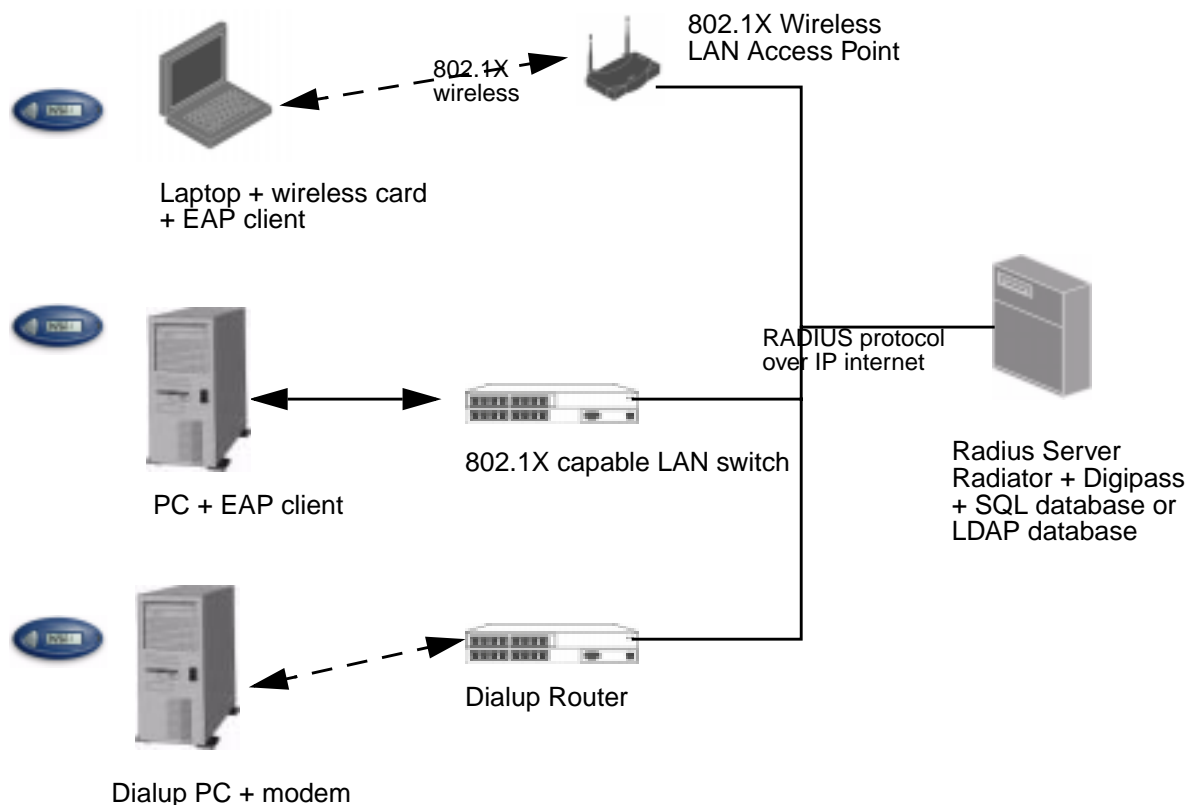 802.1X Wireless
LAN Access Point
802.1X
wireless
Laptop + wireless card
+ EAP client
RADIUS protocol
over IP internet
802.1X capable LAN switch
PC + EAP client
Radius Server
Radiator + Digipass
+ SQL database or
LDAP database
Dialup Router
Dialup PC + modem